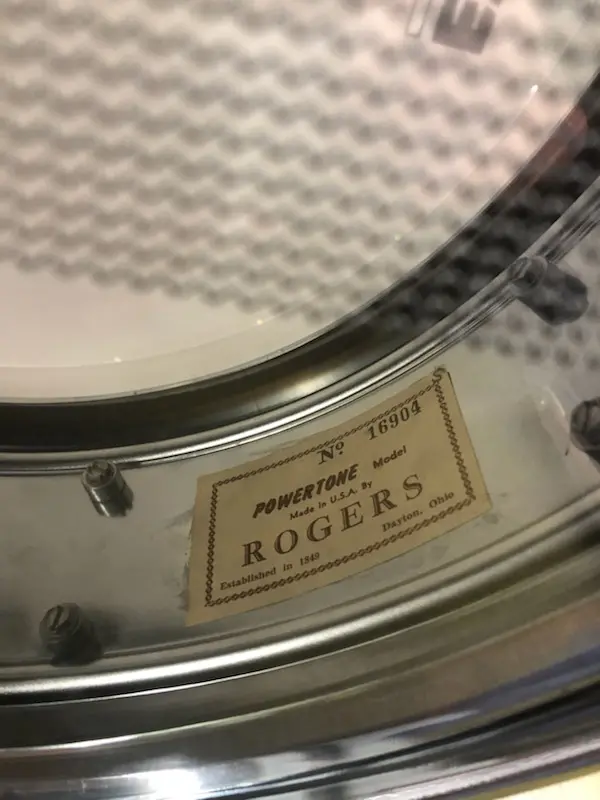 Nº 16904
POWERTONE Model
Made in U.S.A. By
ROGERS
Established in 1849 Dayton, Ohio